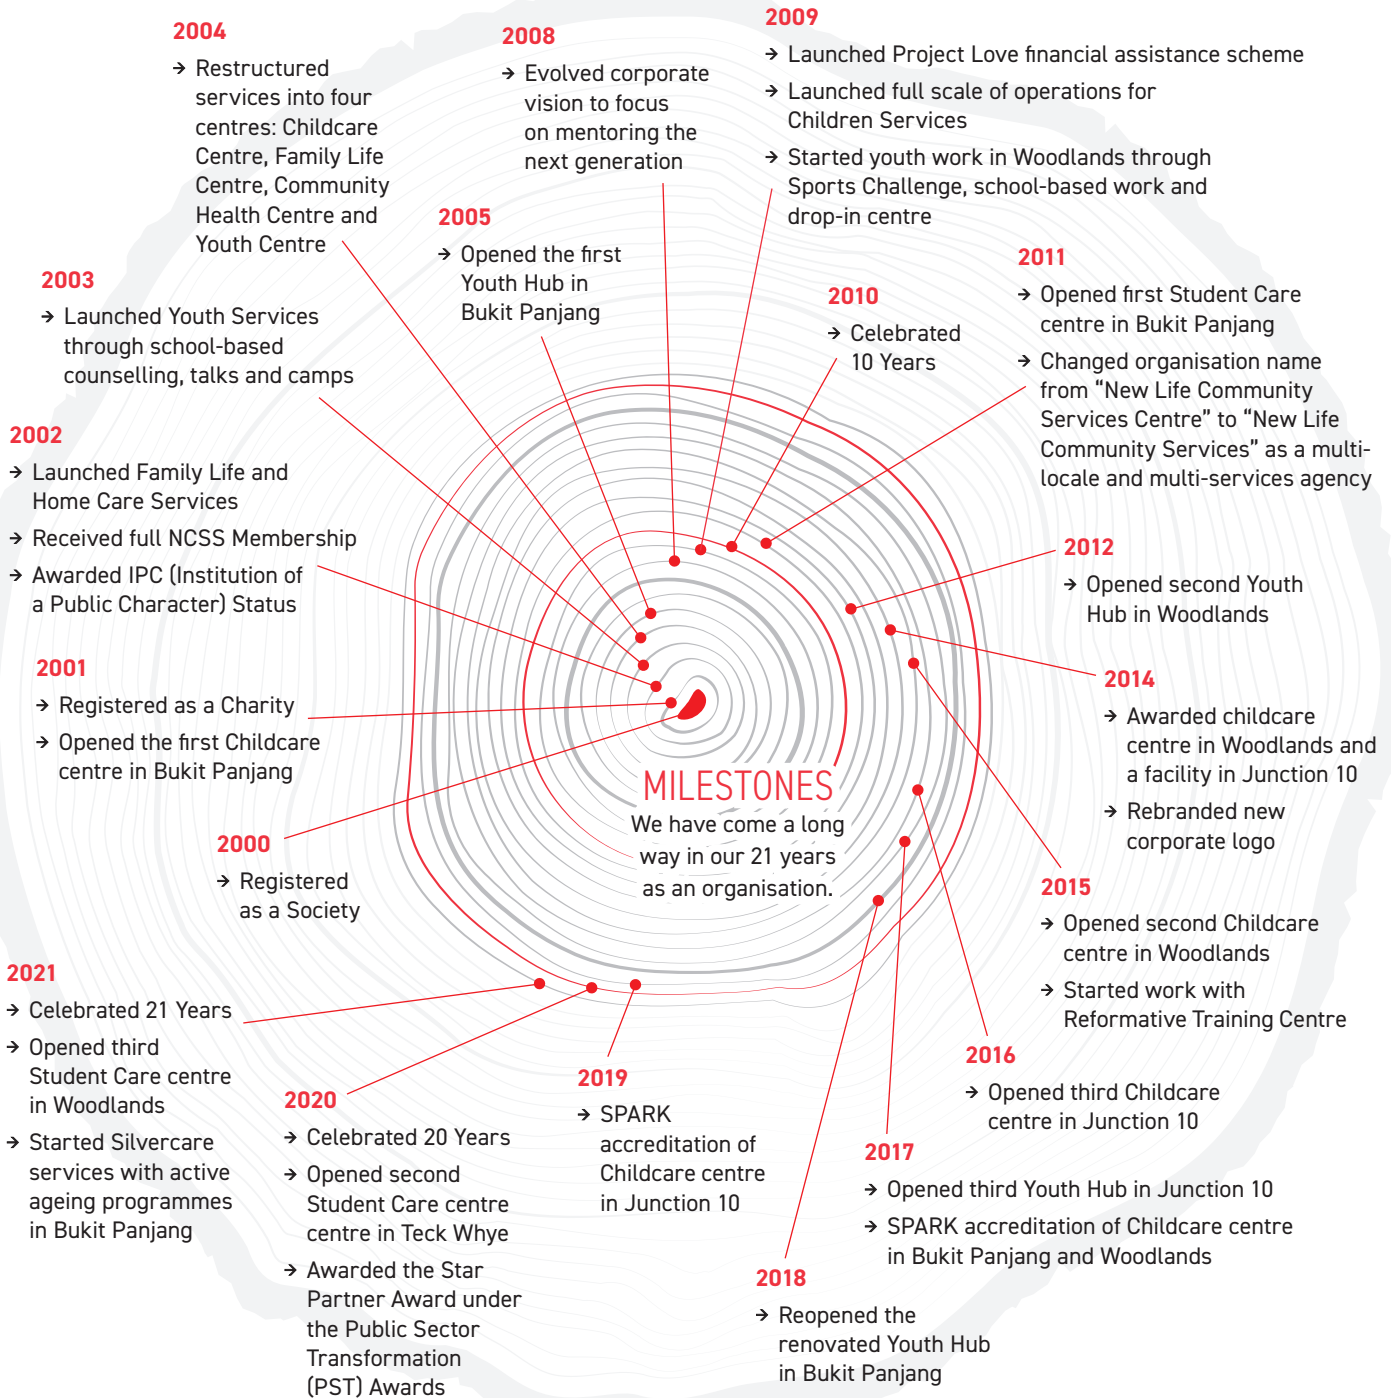 2004
→ Restructured
services into four
centres: Childcare
Centre, Family Life
Centre, Community
Health Centre and
Youth Centre
2008
→ Evolved corporate
vision to focus
on mentoring the
next generation
2009
→ Launched Project Love financial assistance scheme
→ Launched full scale of operations for
Children Services
→ Started youth work in Woodlands through
Sports Challenge, school-based work and
drop-in centre
2005
→ Opened the first
Youth Hub in
Bukit Panjang
2003
→ Launched Youth Services
through school-based
counselling, talks and camps
2010
→ Celebrated
10 Years
2011
→ Opened first Student Care
centre in Bukit Panjang
→ Changed organisation name
from “New Life Community
Services Centre” to “New Life
Community Services” as a multi-
locale and multi-services agency
2002
→ Launched Family Life and
Home Care Services
→ Received full NCSS Membership
→ Awarded IPC (Institution of
a Public Character) Status
2012
→ Opened second Youth
Hub in Woodlands
2001
→ Registered as a Charity
→ Opened the first Childcare
centre in Bukit Panjang
2014
→ Awarded childcare
centre in Woodlands and
a facility in Junction 10
→ Rebranded new
corporate logo
MILESTONES
We have come a long
way in our 21 years
as an organisation.
2000
→ Registered
as a Society
2015
→ Opened second Childcare
centre in Woodlands
→ Started work with
Reformative Training Centre
2021
→ Celebrated 21 Years
→ Opened third
Student Care centre
in Woodlands
→ Started Silvercare
services with active
ageing programmes
in Bukit Panjang
2020
→ Celebrated 20 Years
→ Opened second
Student Care centre
centre in Teck Whye
→ Awarded the Star
Partner Award under
the Public Sector
Transformation
(PST) Awards
2019
→ SPARK
accreditation of
Childcare centre
in Junction 10
2016
→ Opened third Childcare
centre in Junction 10
2017
→ Opened third Youth Hub in Junction 10
→ SPARK accreditation of Childcare centre
in Bukit Panjang and Woodlands
2018
→ Reopened the
renovated Youth Hub
in Bukit Panjang